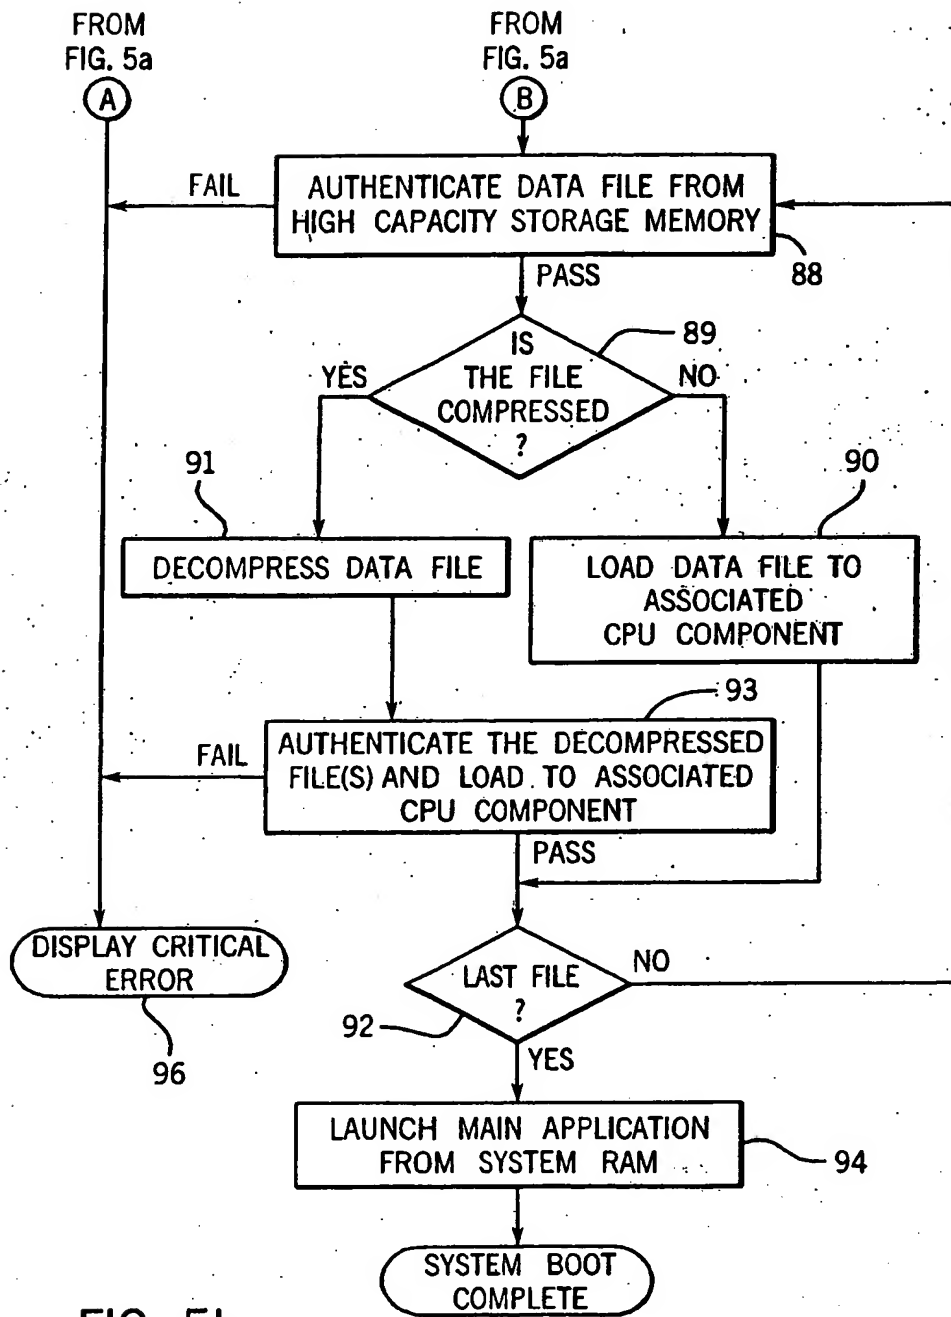 FROM
FIG. 5a
A
FROM
FIG. 5a
B
FAIL
AUTHENTICATE DATA FILE FROM
HIGH CAPACITY STORAGE MEMORY
88
PASS
89
IS
THE FILE
COMPRESSED
?
YES
NO
91
DECOMPRESS DATA FILE
90
LOAD DATA FILE TO
ASSOCIATED
CPU COMPONENT
93
FAIL
AUTHENTICATE THE DECOMPRESSED
FILE(S) AND LOAD TO ASSOCIATED
CPU COMPONENT
PASS
DISPLAY CRITICAL
ERROR
96
LAST FILE
?
NO
92
YES
LAUNCH MAIN APPLICATION
FROM SYSTEM RAM
94
SYSTEM BOOT
COMPLETE